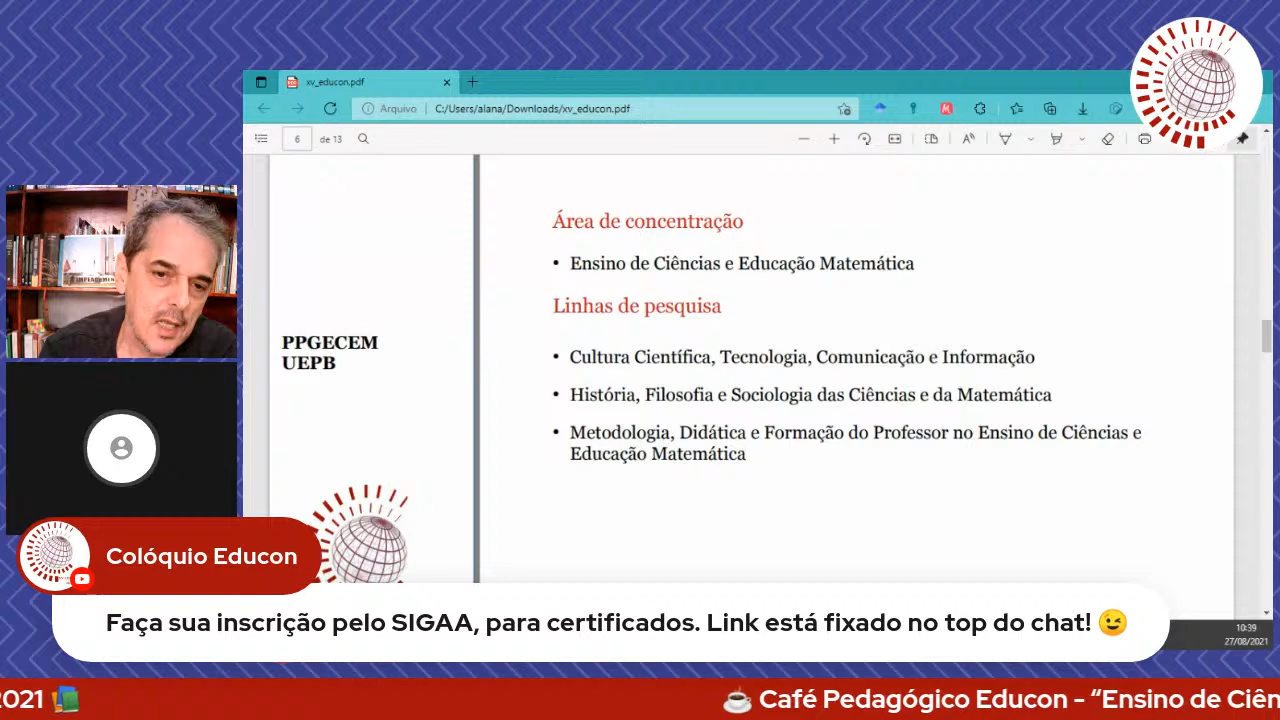 xv_educon.pdf
Arquivo
C:/Users/alana/Downloads/xv_educon.pdf
6
de 13
Área de concentração
• Ensino de Ciências e Educação Matemática
Linhas de pesquisa
PPGECEM
UEPB
• Cultura Científica, Tecnologia, Comunicação e Informação
• História, Filosofia e Sociologia das Ciências e da Matemática
• Metodologia, Didática e Formação do Professor no Ensino de Ciências e
Educação Matemática
Colóquio Educon
Faça sua inscrição pelo SIGAA, para certificados. Link está fixado no top do chat! 😉
10:39
27/08/2021
2021 📚
☕ Café Pedagógico Educon - “Ensino de Ciên